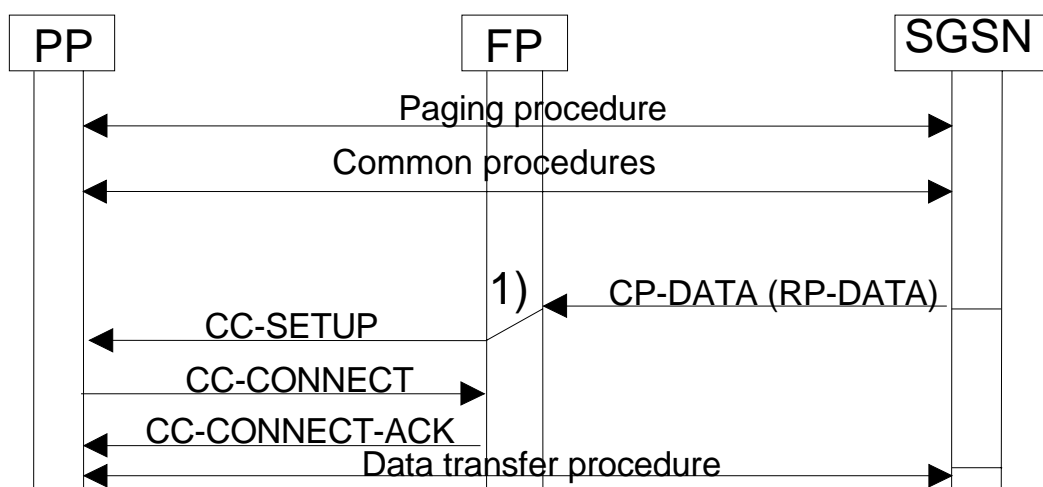 PP
FP
SGSN
Paging procedure
Common procedures
1)
CP-DATA (RP-DATA)
CC-SETUP
CC-CONNECT
CC-CONNECT-ACK
Data transfer procedure